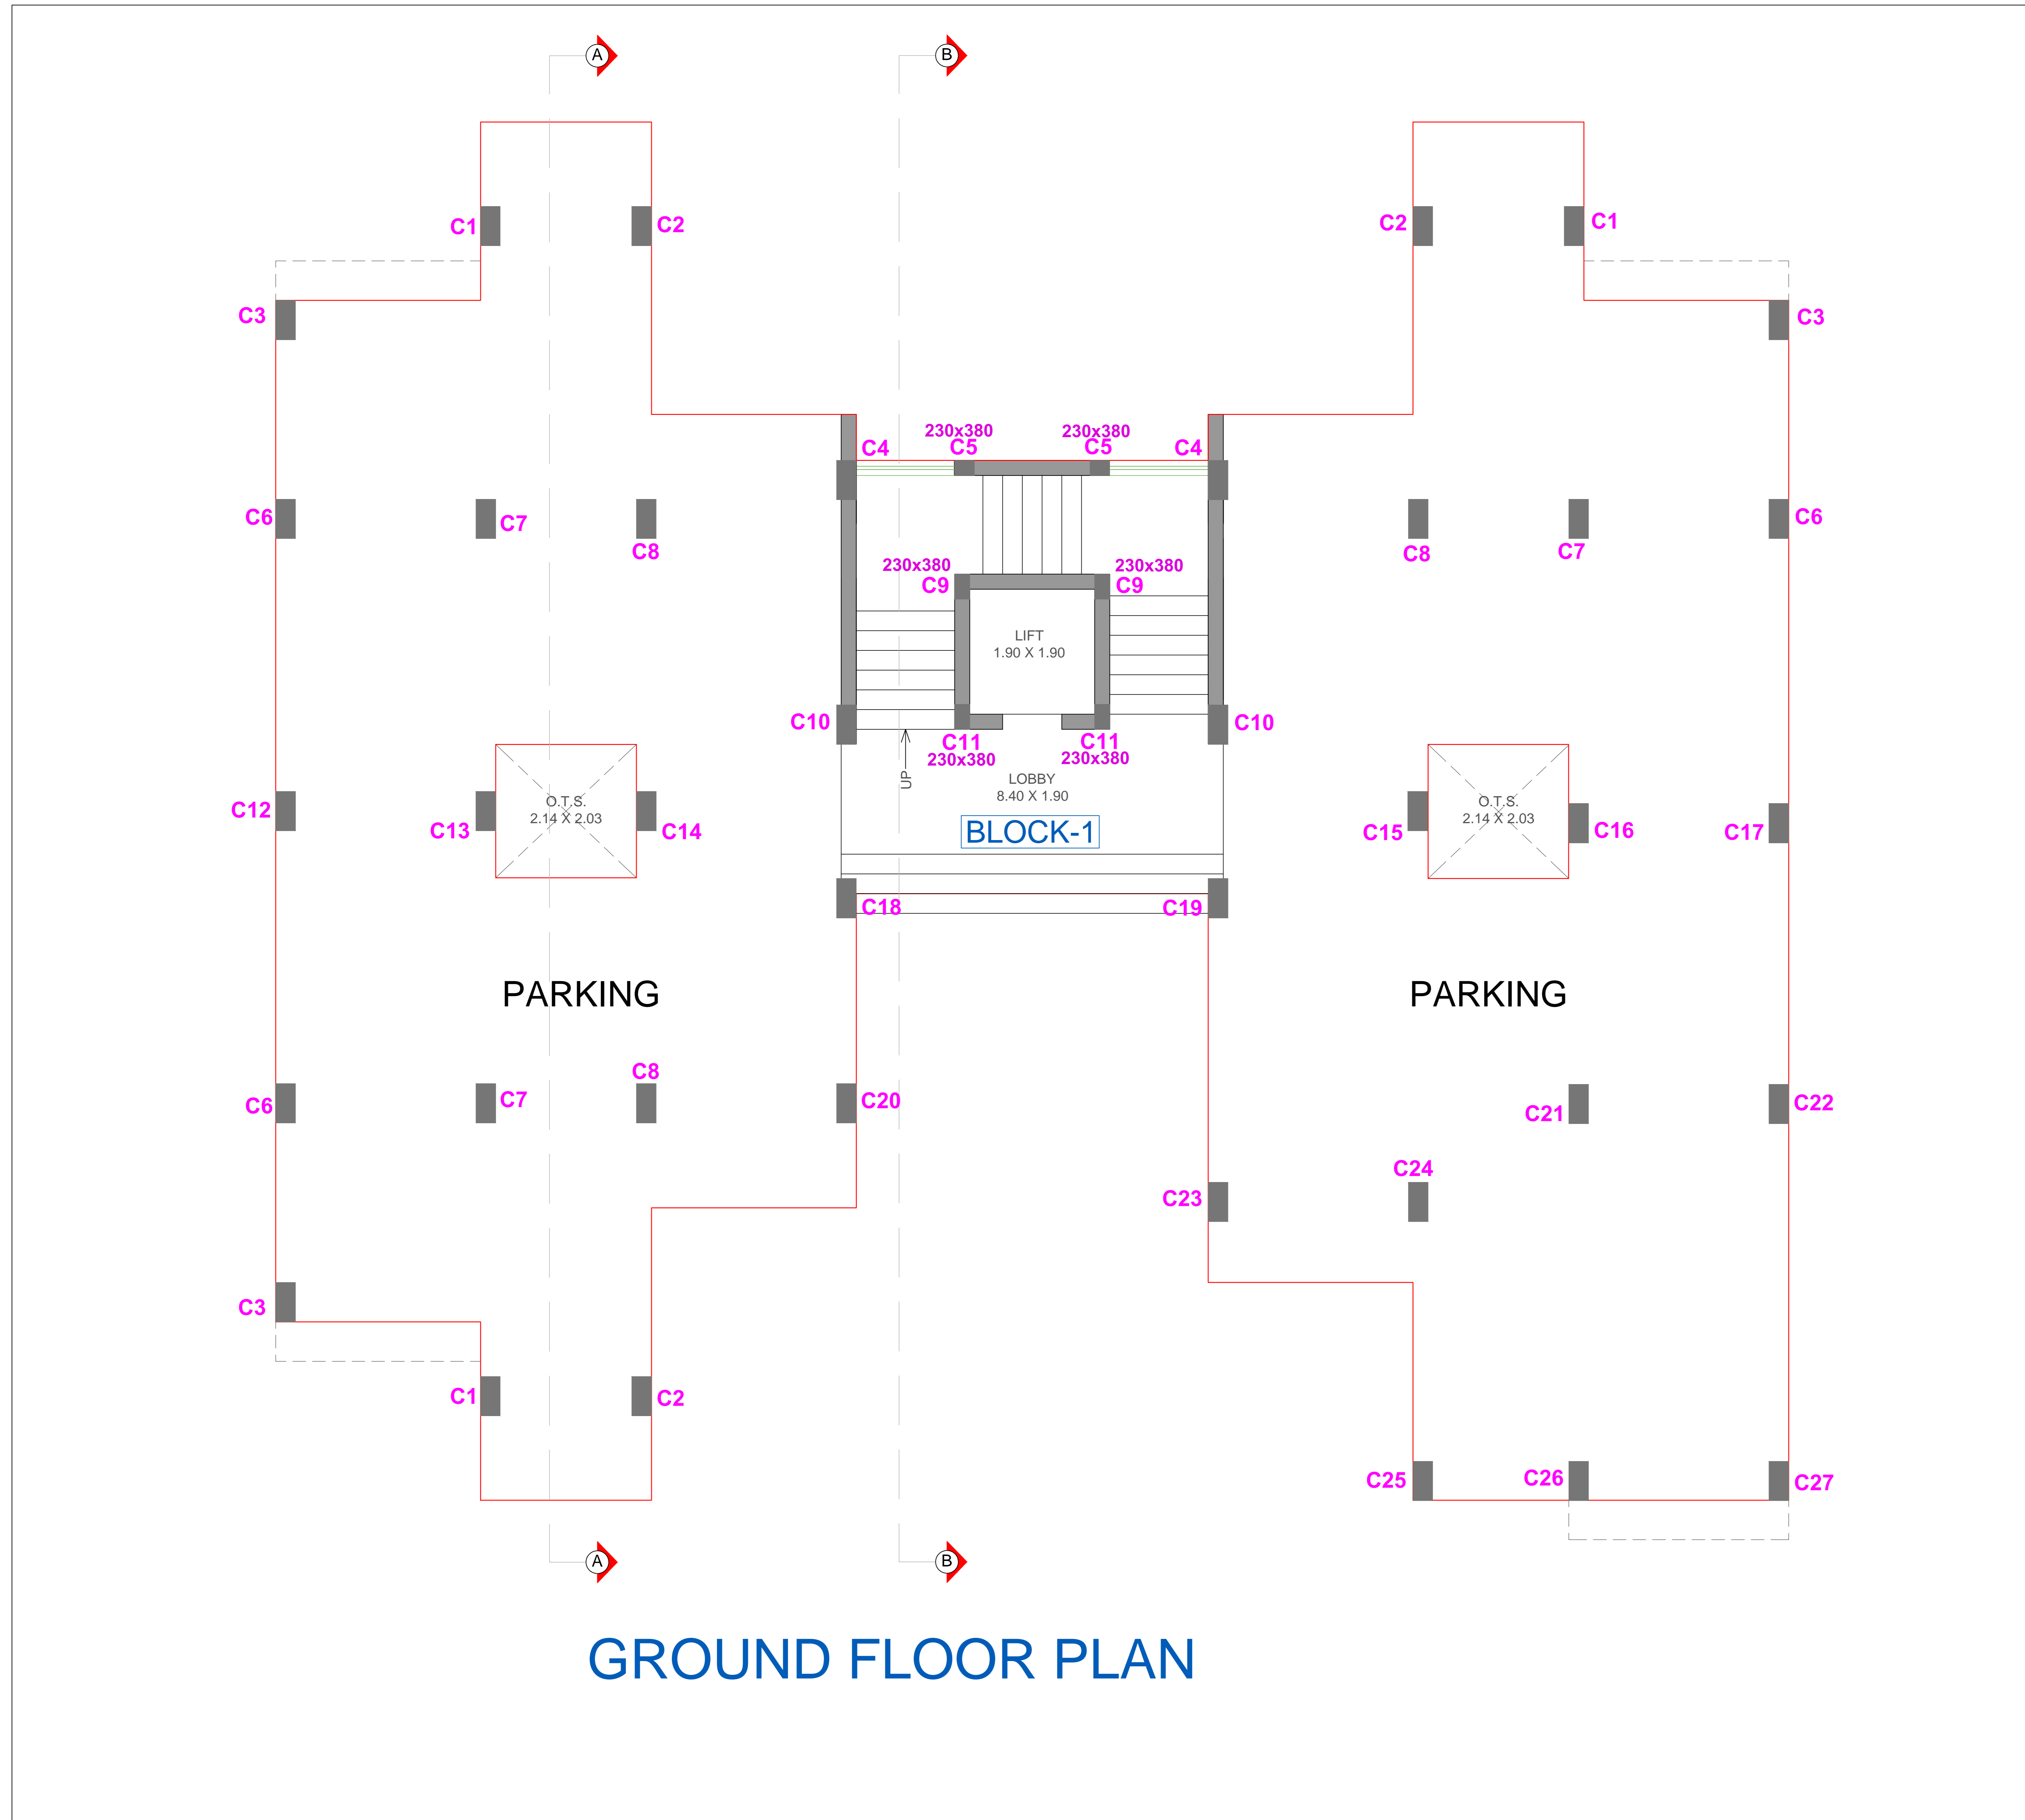 A B
C1 C2 C2 C1
C3 C3
230x380 230x380
C4 C5 C5 C4
C6 C7 C8 C8 C7 C6
230x380 230x380
C9 C9
LIFT
1.90 X 1.90
C10 C11 C11 C10
230x380 230x380
UP
LOBBY
8.40 X 1.90
BLOCK-1
C12 C13 O.T.S. C14 C15 O.T.S. C16 C17
2.14 X 2.03 2.14 X 2.03
C18 C19
PARKING PARKING
C6 C7 C8 C20 C21 C22
C23 C24
C3
C1 C2
C25 C26 C27
A B
GROUND FLOOR PLAN